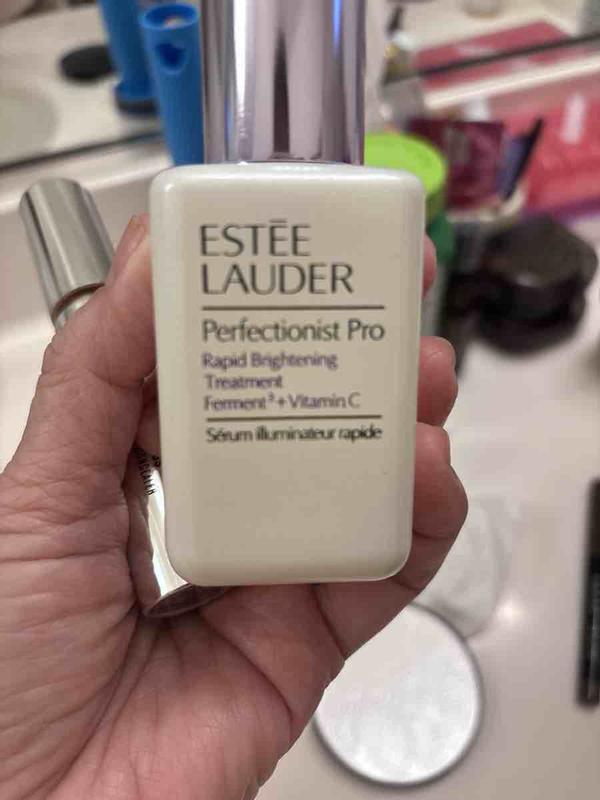 ESTĒE
LAUDER
Perfectionist Pro
Rapid Brightening
Treatment
Ferment³ + Vitamin C
Sérum illuminateur rapide